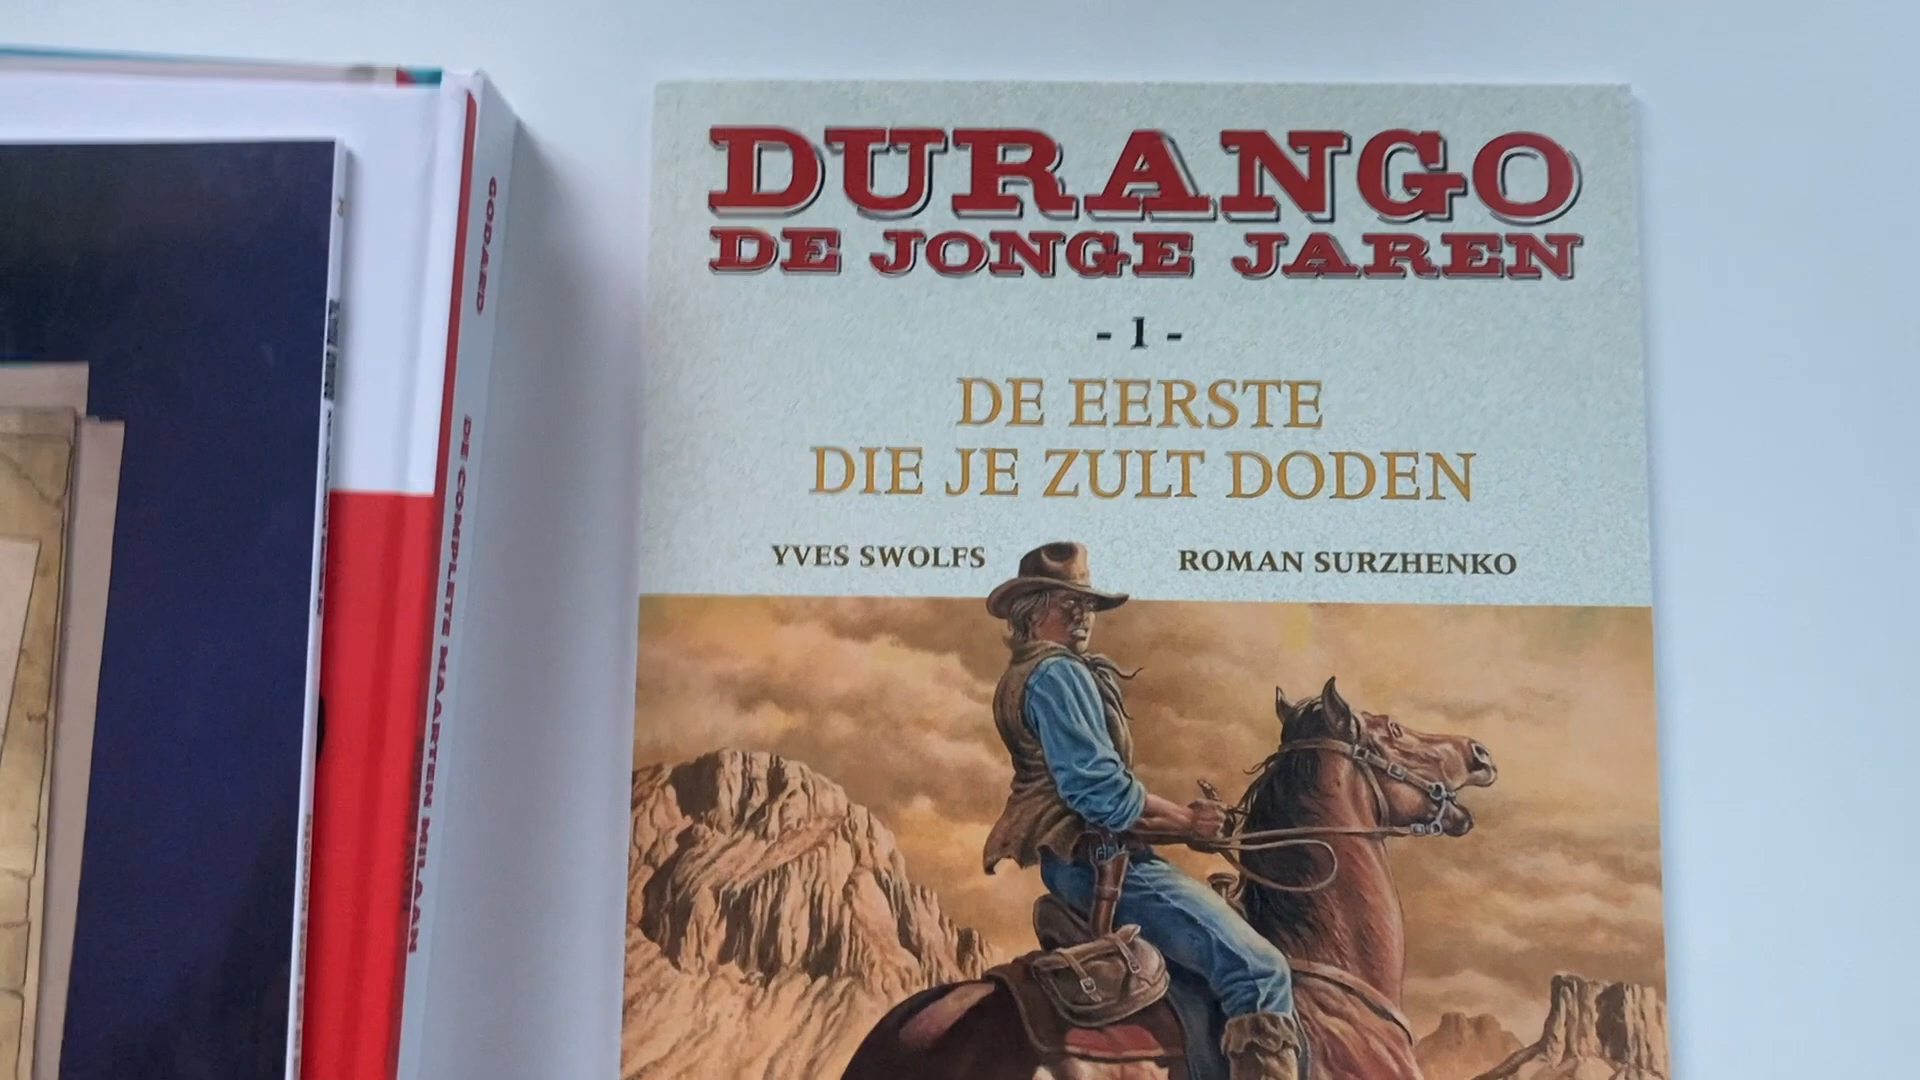 GODARD
DE COMPLETE MAARTEN MILAAN
DURANGO
DE JONGE JAREN
- 1 -
DE EERSTE
DIE JE ZULT DODEN
YVES SWOLFS ROMAN SURZHENKO